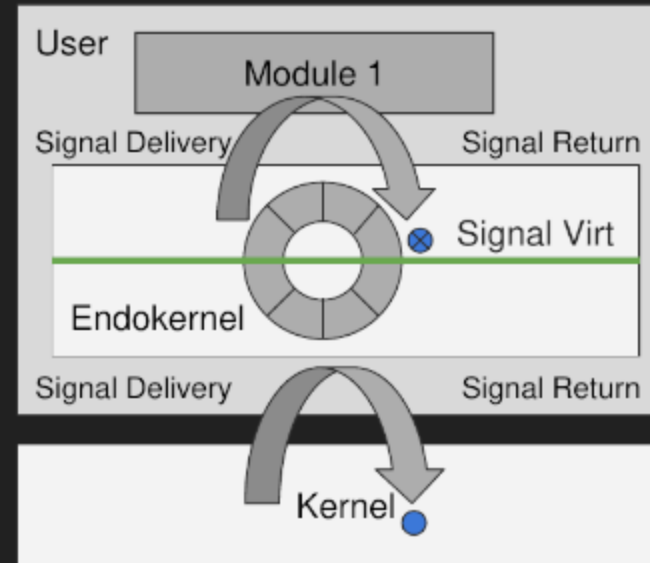 User
Module 1
Signal Delivery
Signal Return
Signal Virt
Endokernel
Signal Delivery
Signal Return
Kernel